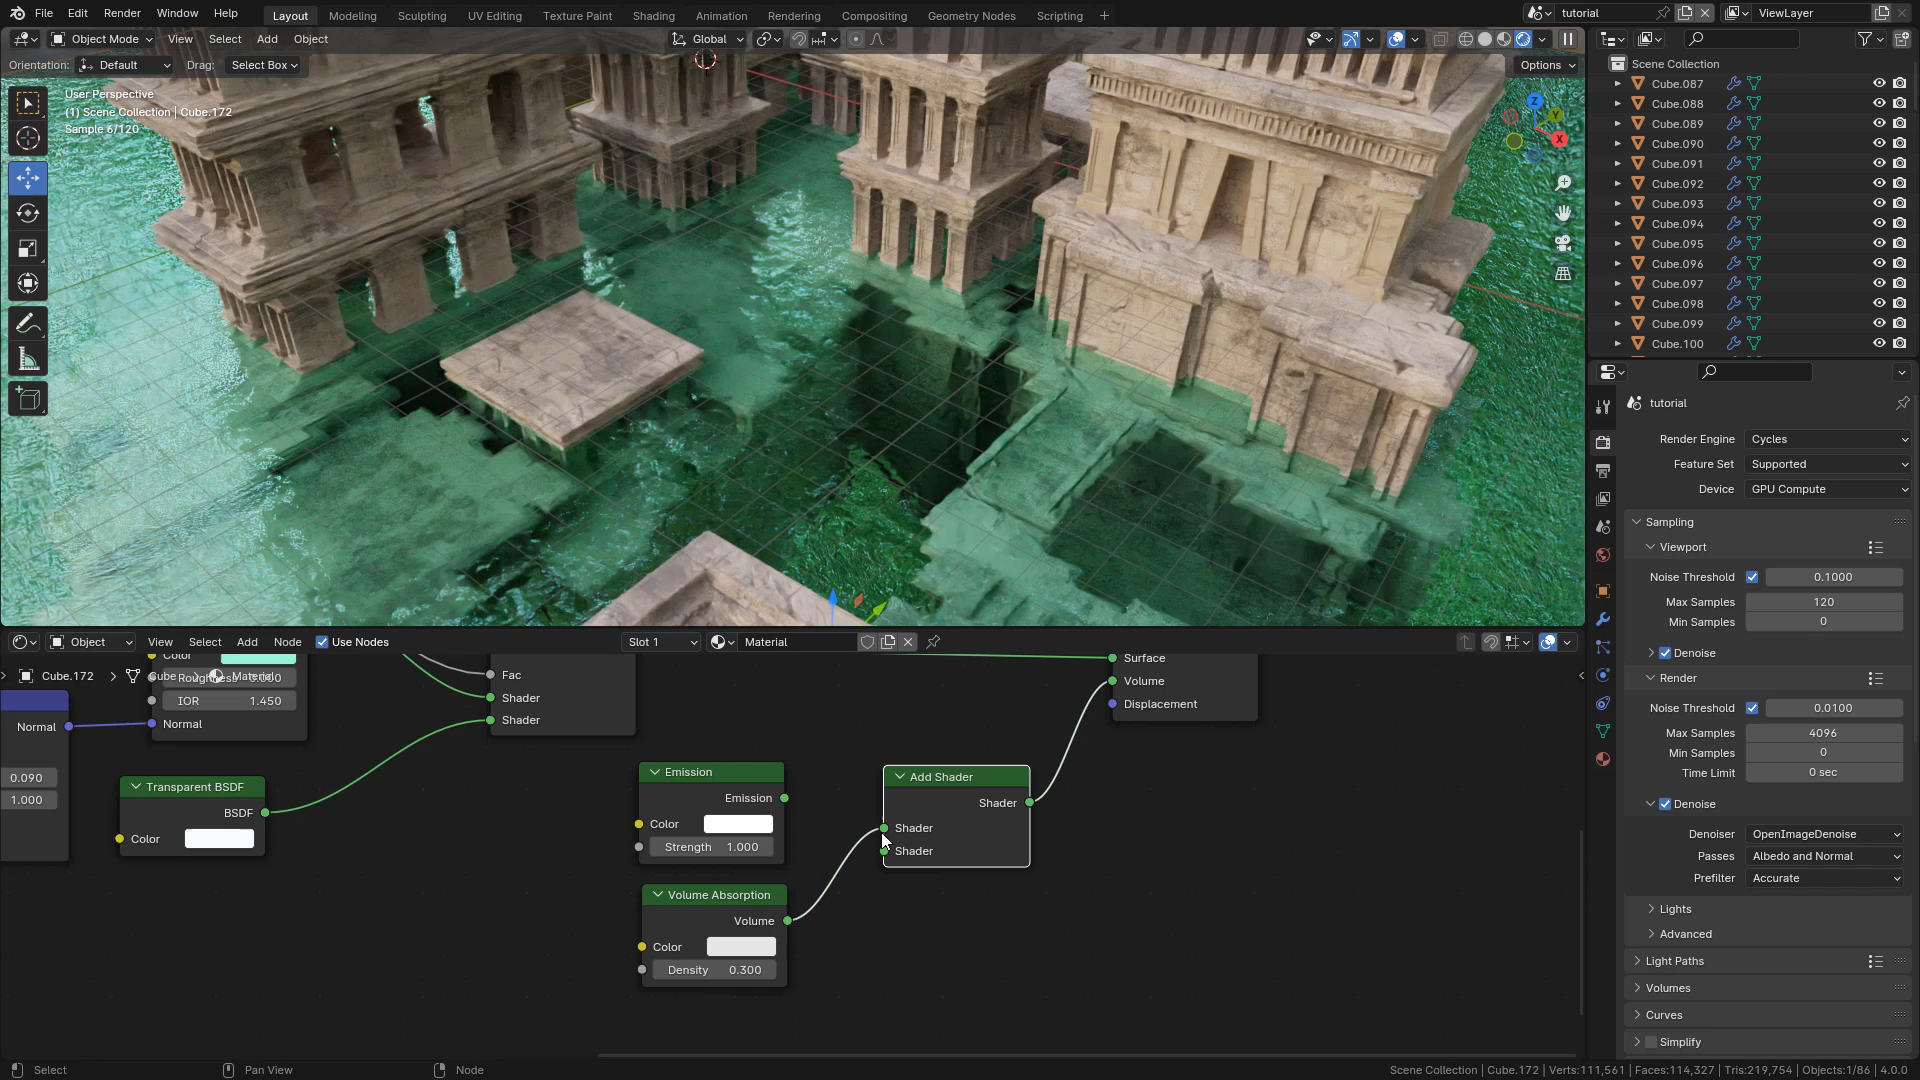 File Edit Render Window Help Layout Modeling Sculpting UV Editing Texture Paint Shading Animation Rendering Compositing Geometry Nodes Scripting + tutorial ViewLayer
Object Mode View Select Add Object Global
Orientation: Default Drag: Select Box Options
User Perspective
(1) Scene Collection | Cube.172
Sample 6/120
Z
Y
X
Scene Collection
Cube.087
Cube.088
Cube.089
Cube.090
Cube.091
Cube.092
Cube.093
Cube.094
Cube.095
Cube.096
Cube.097
Cube.098
Cube.099
Cube.100
tutorial
Render Engine Cycles
Feature Set Supported
Device GPU Compute
Sampling
Viewport
Noise Threshold 0.1000
Max Samples 120
Min Samples 0
Denoise
Render
Noise Threshold 0.0100
Max Samples 4096
Min Samples 0
Time Limit 0 sec
Denoise
Denoiser OpenImageDenoise
Passes Albedo and Normal
Prefilter Accurate
Lights
Advanced
Light Paths
Volumes
Curves
Simplify
Object View Select Add Node Use Nodes Slot 1 Material
Cube.172 Cube Material
Color
Roughness 0.000
IOR 1.450
Normal
Normal
0.090
1.000
Transparent BSDF
BSDF
Color
Fac
Shader
Shader
Emission
Emission
Color
Strength 1.000
Volume Absorption
Volume
Color
Density 0.300
Add Shader
Shader
Shader
Shader
Surface
Volume
Displacement
Select Pan View Node Scene Collection | Cube.172 | Verts:111,561 | Faces:114,327 | Tris:219,754 | Objects:1/86 | 4.0.0